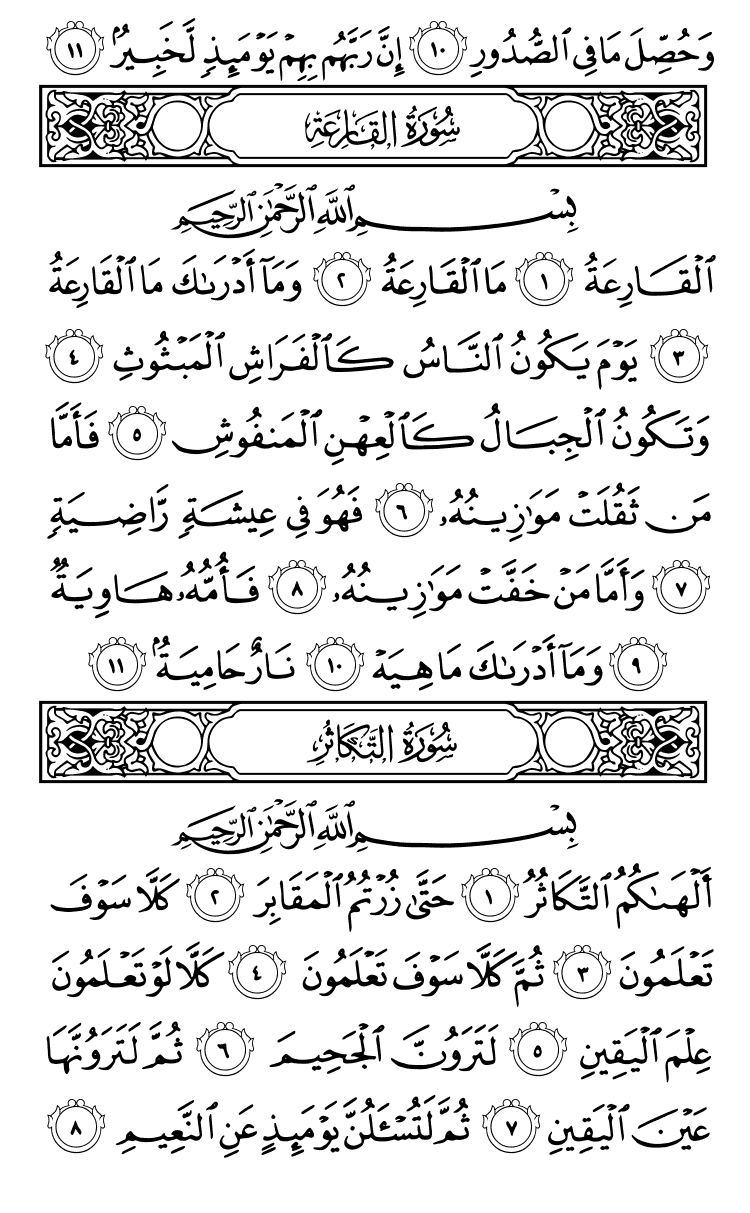 وَحُصِّلَ مَا فِي ٱلصُّدُورِ ١٠ إِنَّ رَبَّهُم بِهِمۡ يَوۡمَئِذٖ لَّخَبِيرُۢ ١١
سُورَةُ القَارِعَةِ
بِسۡمِ ٱللَّهِ ٱلرَّحۡمَٰنِ ٱلرَّحِيمِ
ٱلۡقَارِعَةُ ١ مَا ٱلۡقَارِعَةُ ٢ وَمَآ أَدۡرَىٰكَ مَا ٱلۡقَارِعَةُ
٣ يَوۡمَ يَكُونُ ٱلنَّاسُ كَٱلۡفَرَاشِ ٱلۡمَبۡثُوثِ ٤
وَتَكُونُ ٱلۡجِبَالُ كَٱلۡعِهۡنِ ٱلۡمَنفُوشِ ٥ فَأَمَّا
مَن ثَقُلَتۡ مَوَٰزِينُهُۥ ٦ فَهُوَ فِي عِيشَةٖ رَّاضِيَةٖ
٧ وَأَمَّا مَنۡ خَفَّتۡ مَوَٰزِينُهُۥ ٨ فَأُمُّهُۥ هَاوِيَةٞ
٩ وَمَآ أَدۡرَىٰكَ مَا هِيَهۡ ١٠ نَارٌ حَامِيَةُۢ ١١
سُورَةُ التَّكَاثُرِ
بِسۡمِ ٱللَّهِ ٱلرَّحۡمَٰنِ ٱلرَّحِيمِ
أَلۡهَىٰكُمُ ٱلتَّكَاثُرُ ١ حَتَّىٰ زُرۡتُمُ ٱلۡمَقَابِرَ ٢ كَلَّا سَوۡفَ
تَعۡلَمُونَ ٣ ثُمَّ كَلَّا سَوۡفَ تَعۡلَمُونَ ٤ كَلَّا لَوۡ تَعۡلَمُونَ
عِلۡمَ ٱلۡيَقِينِ ٥ لَتَرَوُنَّ ٱلۡجَحِيمَ ٦ ثُمَّ لَتَرَوُنَّهَا
عَيۡنَ ٱلۡيَقِينِ ٧ ثُمَّ لَتُسۡـَٔلُنَّ يَوۡمَئِذٍ عَنِ ٱلنَّعِيمِ ٨